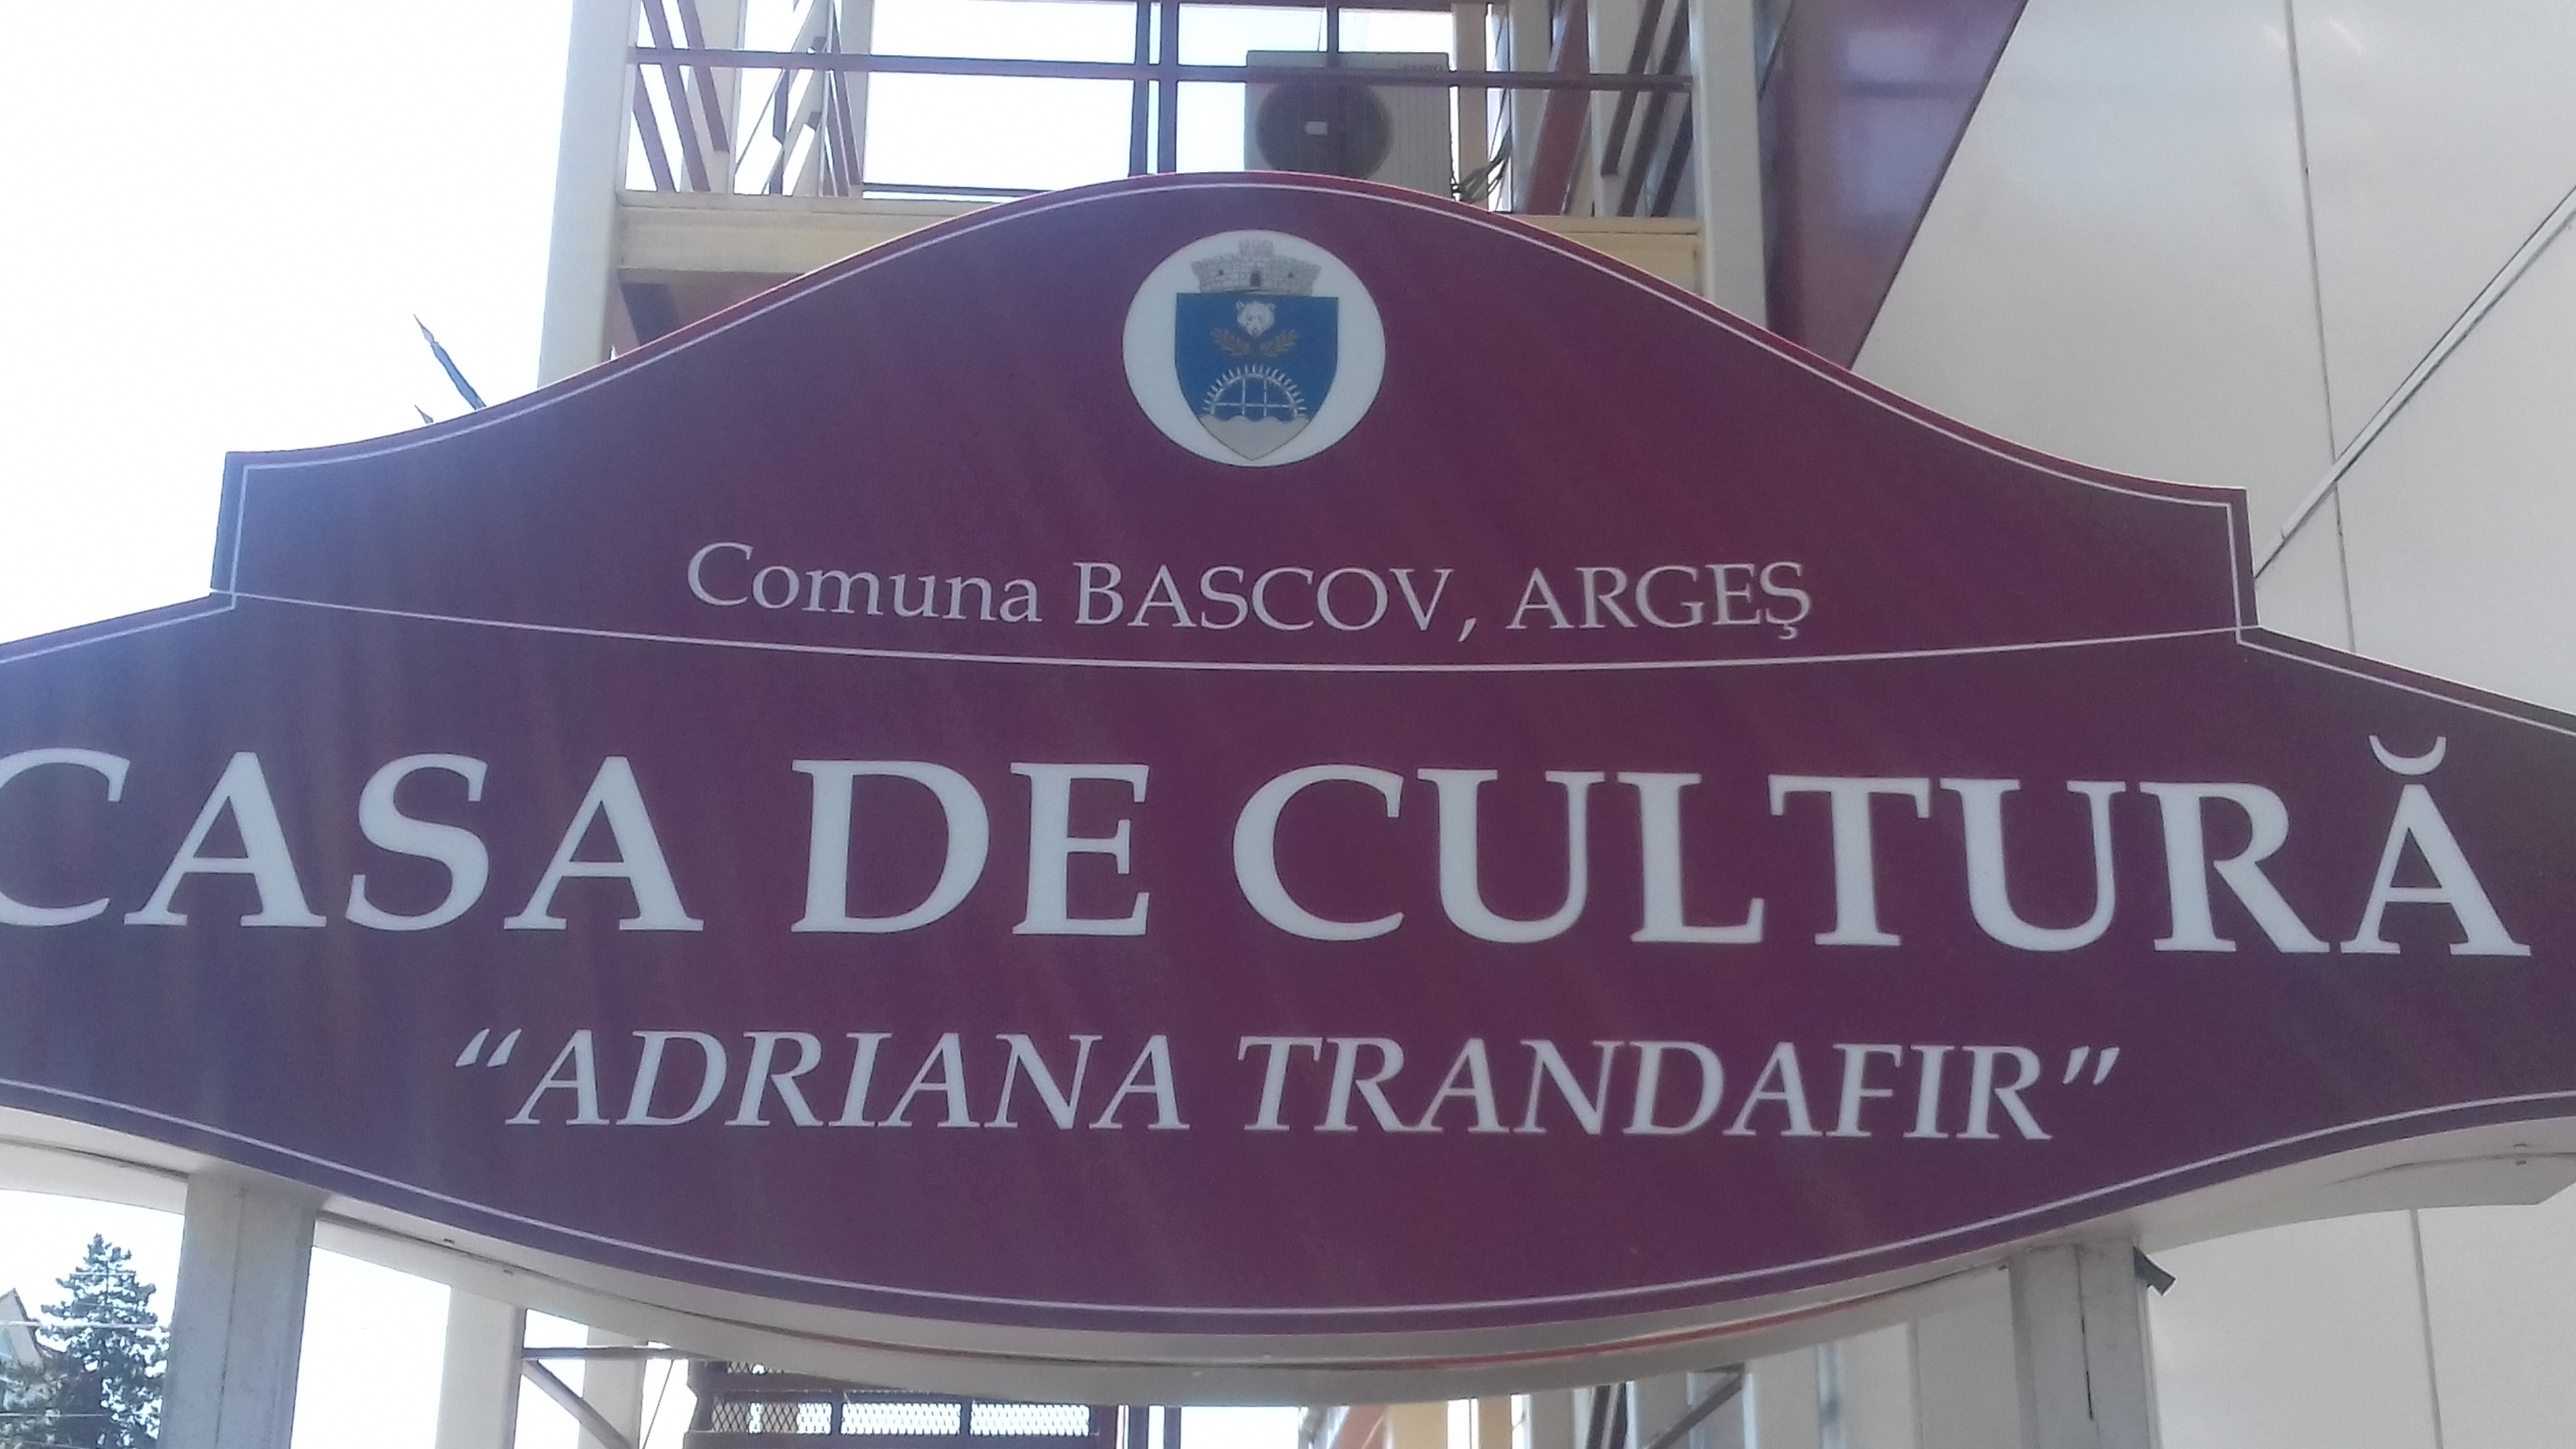 Comuna BASCOV, ARGEŞ
CASA DE CULTURĂ
“ADRIANA TRANDAFIR”